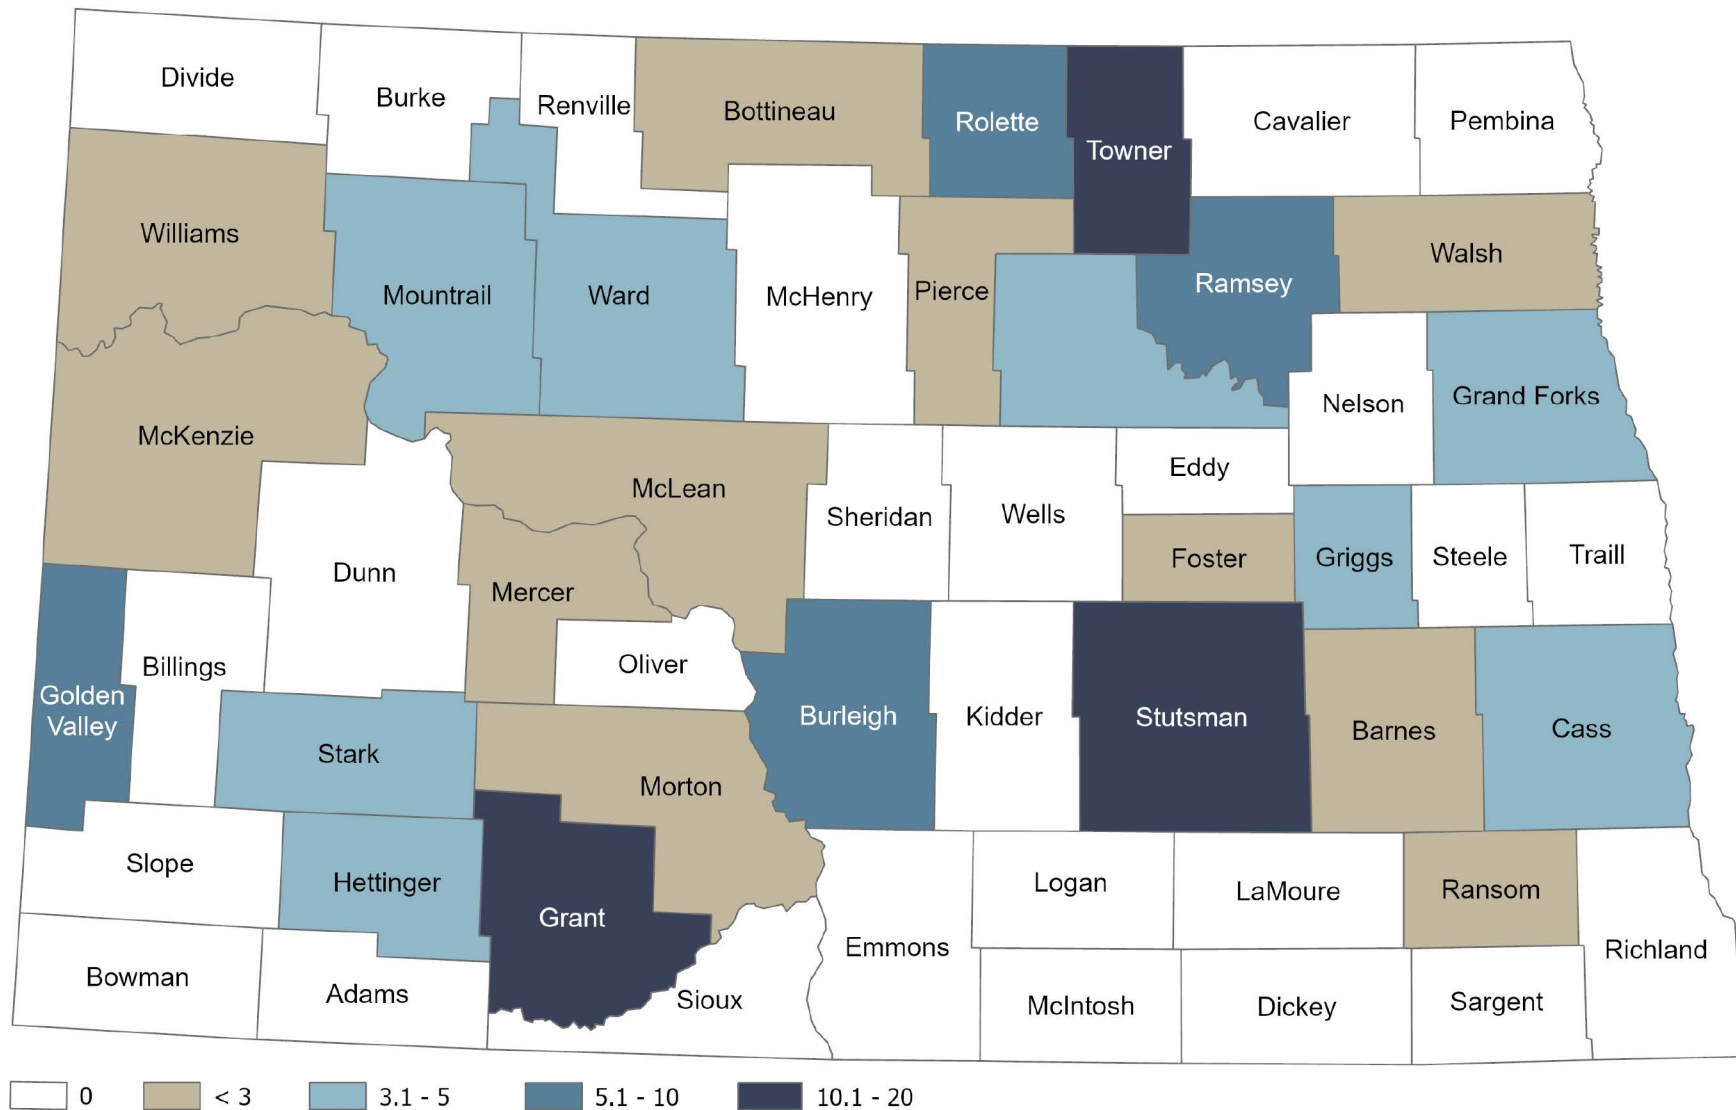 Divide
Burke
Renville
Bottineau
Rolette
Towner
Cavalier
Pembina
Williams
Mountrail
Ward
McHenry
Pierce
Ramsey
Walsh
McKenzie
McLean
Nelson
Grand Forks
Sheridan
Wells
Eddy
Foster
Griggs
Steele
Traill
Dunn
Mercer
Oliver
Golden
Valley
Billings
Stark
Morton
Burleigh
Kidder
Stutsman
Barnes
Cass
Slope
Hettinger
Grant
Logan
LaMoure
Ransom
Emmons
Richland
Bowman
Adams
Sioux
McIntosh
Dickey
Sargent
0
< 3
3.1 - 5
5.1 - 10
10.1 - 20